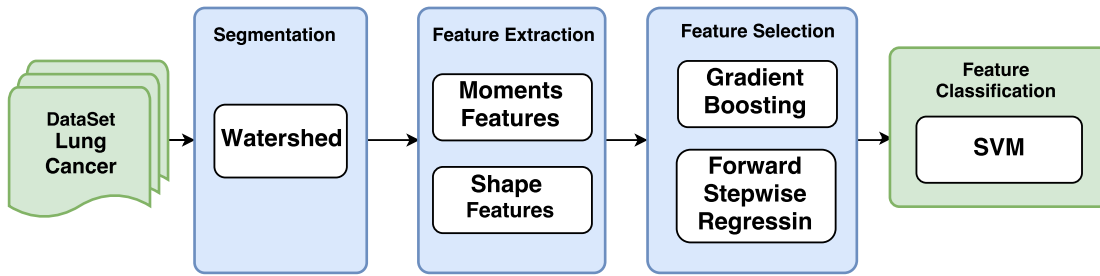 DataSet
Lung
Cancer
Segmentation
Watershed
Feature Extraction
Moments
Features
Shape
Features
Feature Selection
Gradient
Boosting
Forward
Stepwise
Regressin
Feature
Classification
SVM